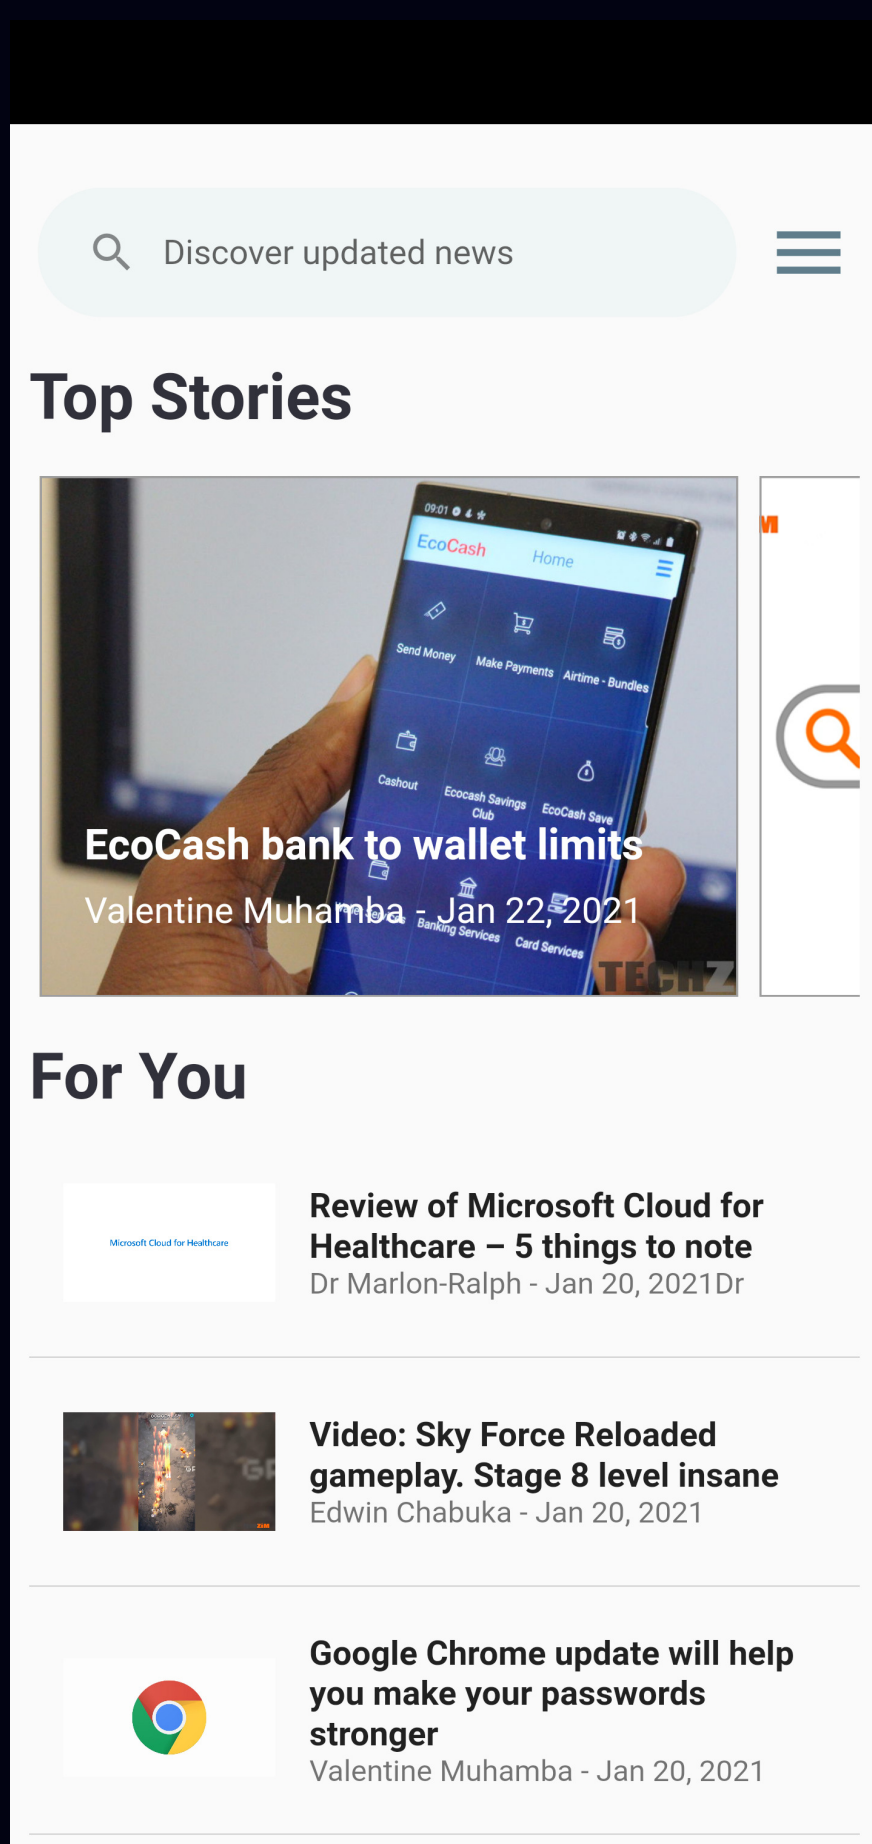 Discover updated news
Top Stories
09:01
EcoCash
Home
Send Money
Make Payments
Airtime - Bundles
Cashout
Ecocash Savings
Club
EcoCash Save
EcoCash bank to wallet limits
Valentine Muhamba - Jan 22, 2021
Banking Services
Card Services
TECHZ
For You
Microsoft Cloud for Healthcare
Review of Microsoft Cloud for
Healthcare – 5 things to note
Dr Marlon-Ralph - Jan 20, 2021Dr
Video: Sky Force Reloaded
gameplay. Stage 8 level insane
Edwin Chabuka - Jan 20, 2021
Google Chrome update will help
you make your passwords
stronger
Valentine Muhamba - Jan 20, 2021